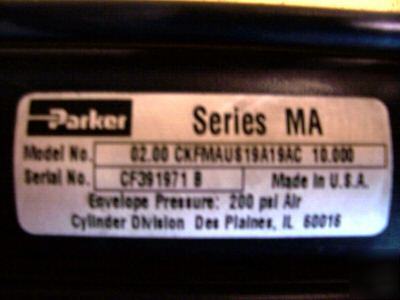 Parker Series MA
Model No. 02.00 CKFMAUS19A19AC 10.000
Serial No. CF391971 B Made in U.S.A.
Envelope Pressure: 200 psi Air
Cylinder Division Des Plaines, IL 60016